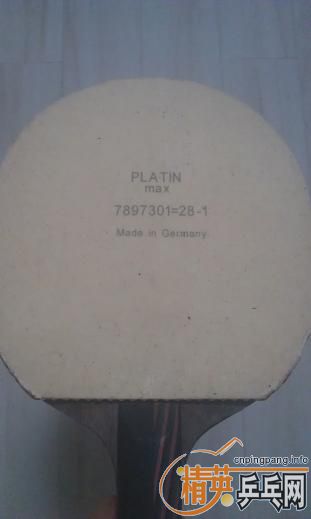 PLATIN
max
7897301=28-1
Made in Germany
cnpingpang.info
精英乒乓网